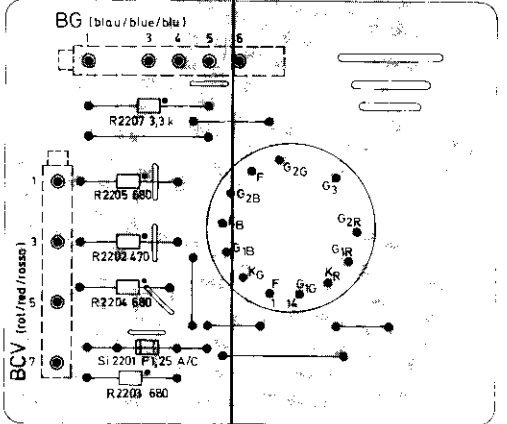 BG (blau/blue/blu)
1 3 4 5 6
R2207 3,3k
F G2G G3
1 R2205 680 G2B
G2R
3 R2202 470 G1B G1R
KG KR
5 R2204 680 F G1G
1 14
BCV (rot/red/rosso)
7 Si 2201 P1,25 A/C
R2203 680